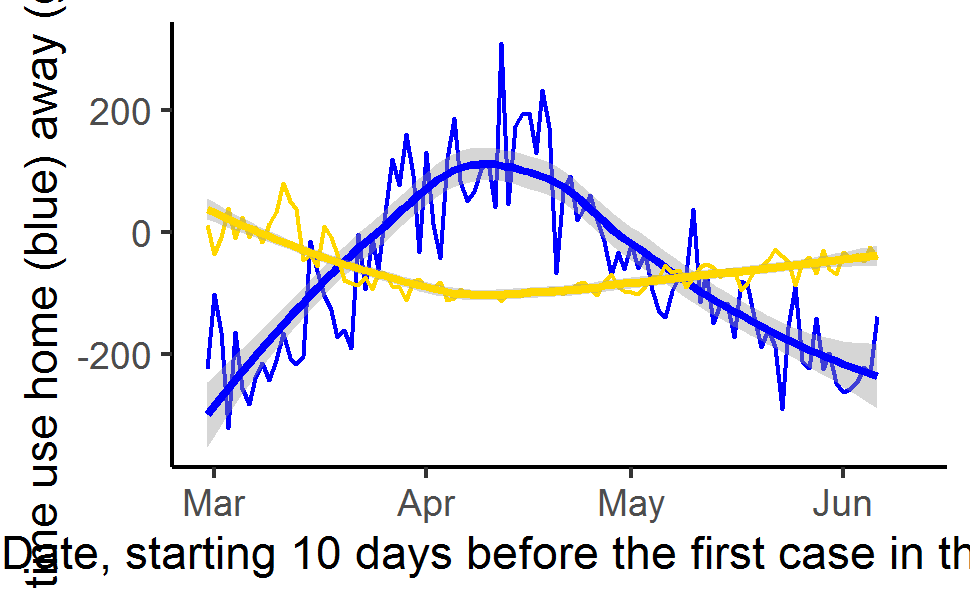 time use home (blue) away (
200
0
-200
Mar Apr May Jun
Date, starting 10 days before the first case in th